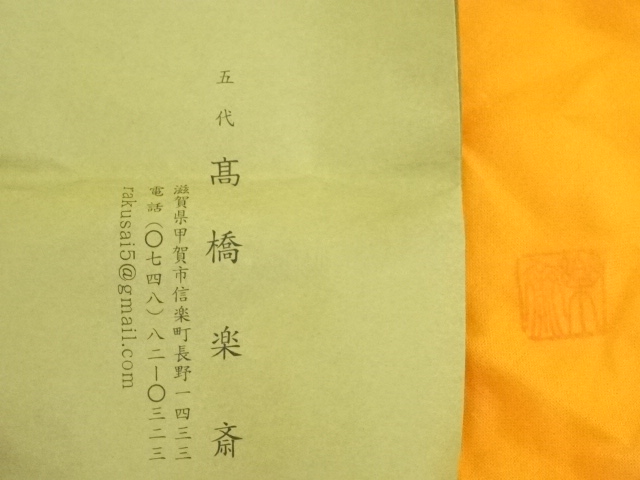 五代 髙橋楽斎
滋賀県甲賀市信楽町長野一四三三
電話(〇七四八)八二ー〇三二三
rakusai5@gmail.com